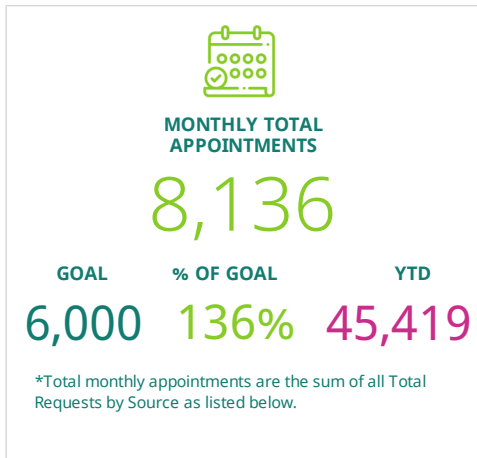 MONTHLY TOTAL
APPOINTMENTS
8,136
GOAL % OF GOAL YTD
6,000 136% 45,419
*Total monthly appointments are the sum of all Total
Requests by Source as listed below.